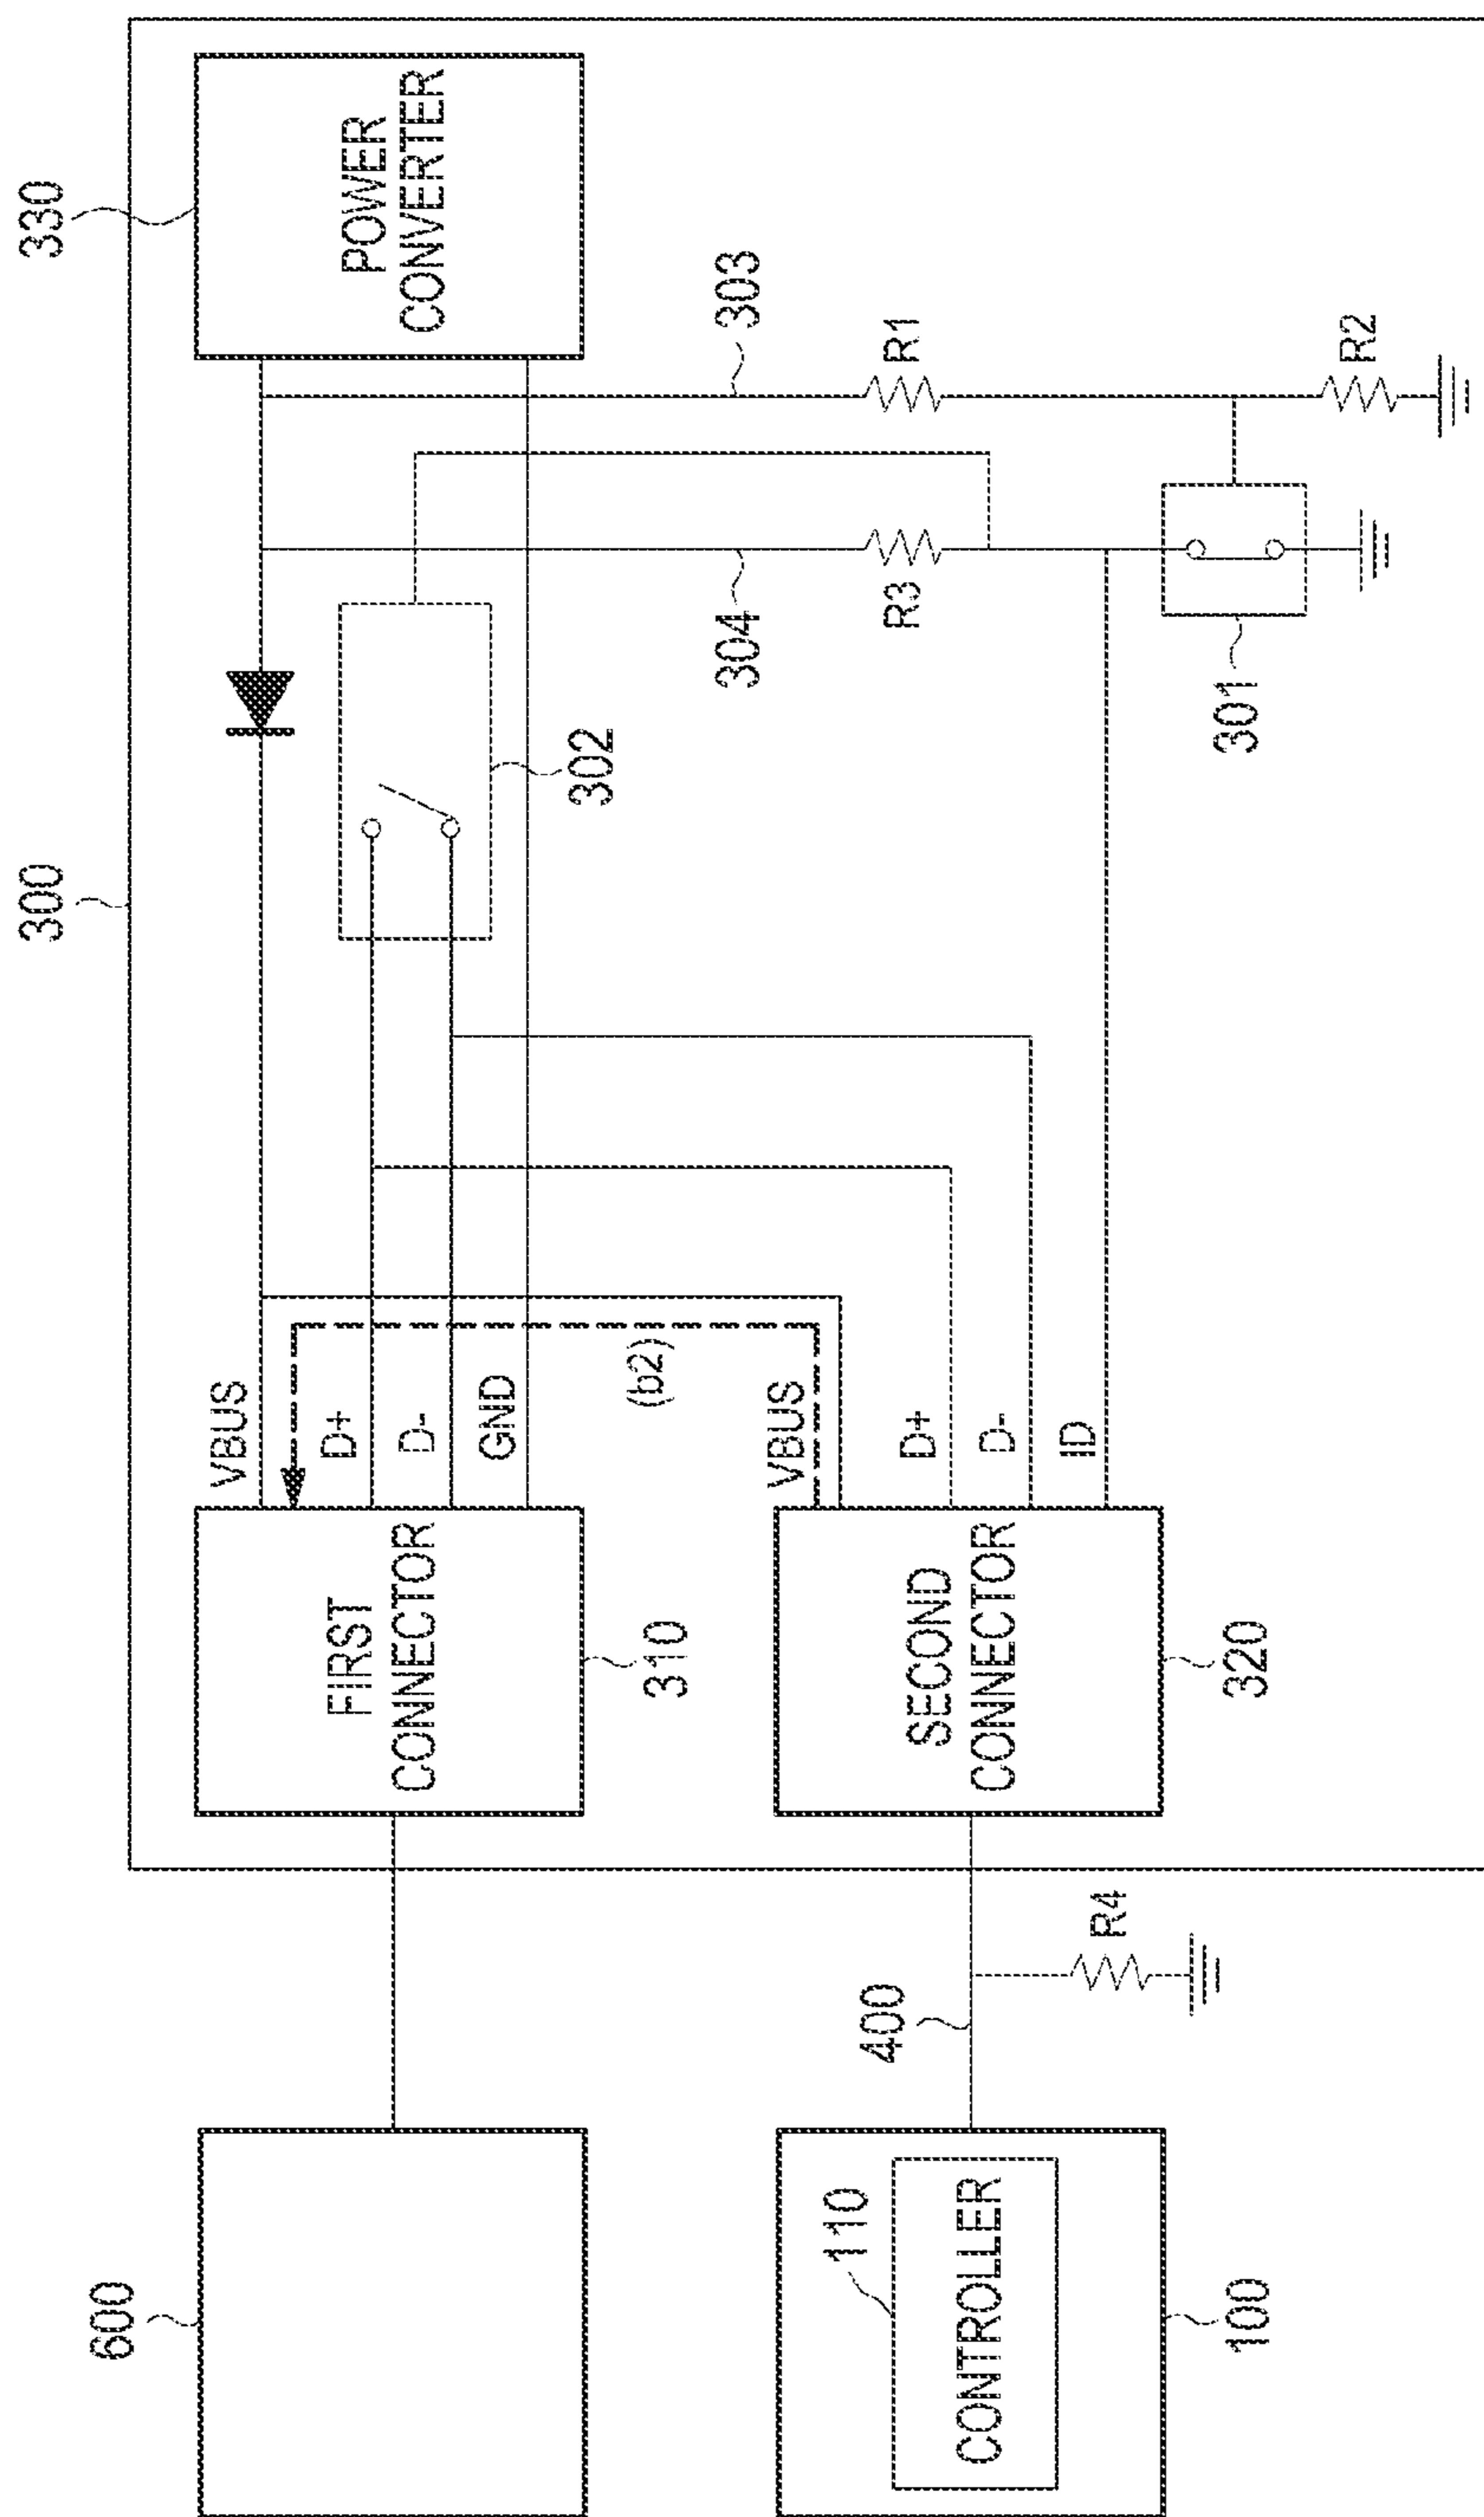 300
330
POWER
CONVERTER
302
303
304
R1
R2
R3
301
VBUS
D+
D-
GND
(b2)
VBUS
D+
D-
ID
FIRST
CONNECTOR
310
SECOND
CONNECTOR
320
R4
400
600
110
CONTROLLER
100